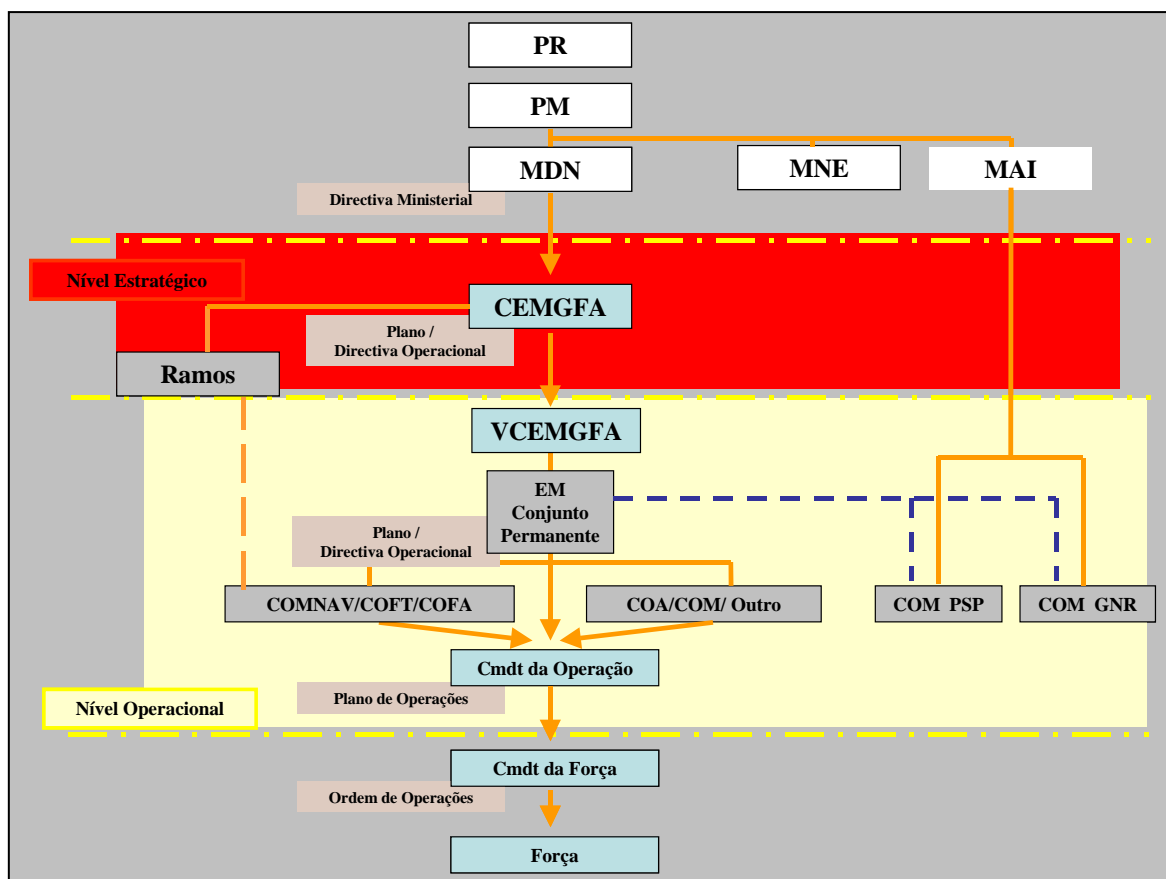 PR
PM
MDN
MNE
MAI
Directiva Ministerial
Nível Estratégico
CEMGFA
Plano /
Directiva Operacional
Ramos
VCEMGFA
EM
Conjunto
Permanente
Plano /
Directiva Operacional
COMNAV/COFT/COFA
COA/COM/ Outro
COM PSP
COM GNR
Cmdt da Operação
Plano de Operações
Nível Operacional
Cmdt da Força
Ordem de Operações
Força